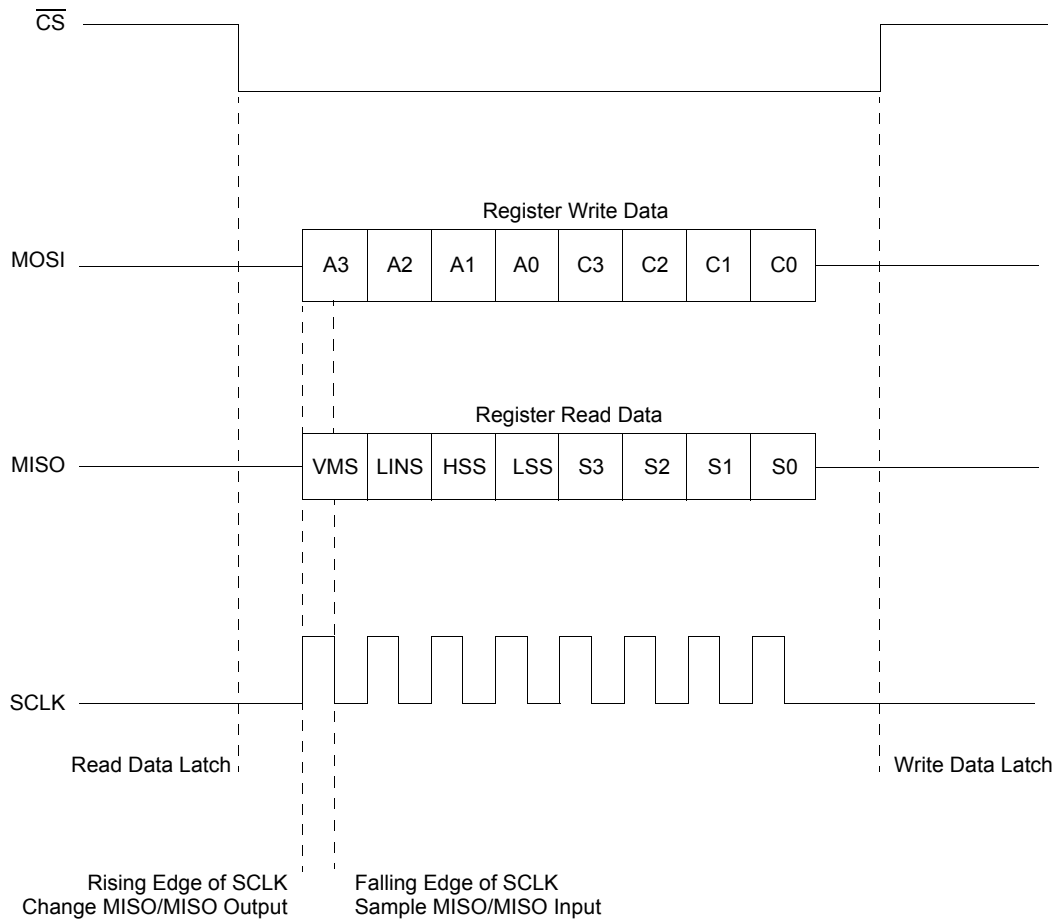 CS
Register Write Data
MOSI
A3 A2 A1 A0 C3 C2 C1 C0
Register Read Data
MISO
VMS LINS HSS LSS S3 S2 S1 S0
SCLK
Read Data Latch
Write Data Latch
Rising Edge of SCLK
Change MISO/MISO Output
Falling Edge of SCLK
Sample MISO/MISO Input